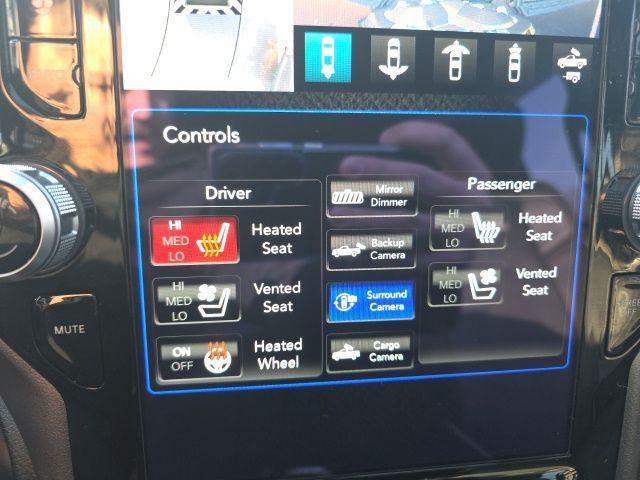 AUTO
Controls
Driver
HI
MED
LO
Heated
Seat
HI
MED
LO
Vented
Seat
ON
OFF
Heated
Wheel
Mirror
Dimmer
Backup
Camera
Surround
Camera
Cargo
Camera
Passenger
HI
MED
LO
Heated
Seat
HI
MED
LO
Vented
Seat
MUTE